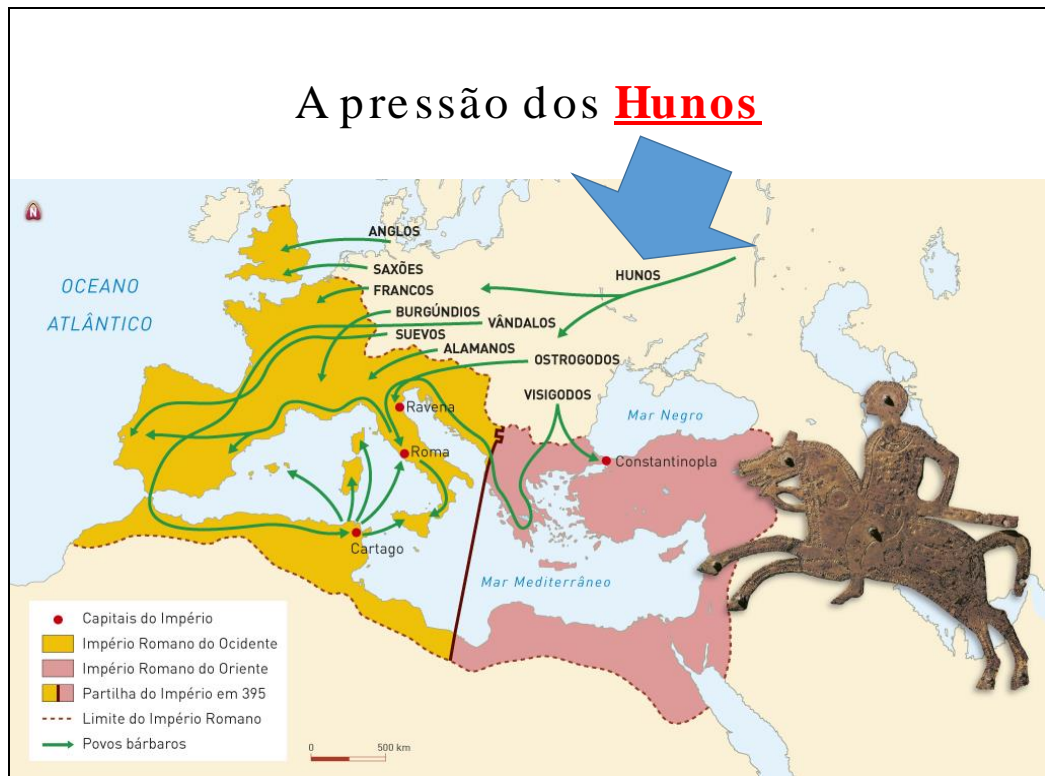 A pressão dos Hunos
N
ANGLOS
SAXÕES
HUNOS
FRANCOS
OCEANO
ATLÂNTICO
BURGÚNDIOS
VÂNDALOS
SUEVOS
ALAMANOS
OSTROGODOS
VISIGODOS
Ravena
Mar Negro
Roma
Constantinopla
Cartago
Mar Mediterrâneo
Capitais do Império
Império Romano do Ocidente
Império Romano do Oriente
Partilha do Império em 395
Limite do Império Romano
Povos bárbaros
0 500 km